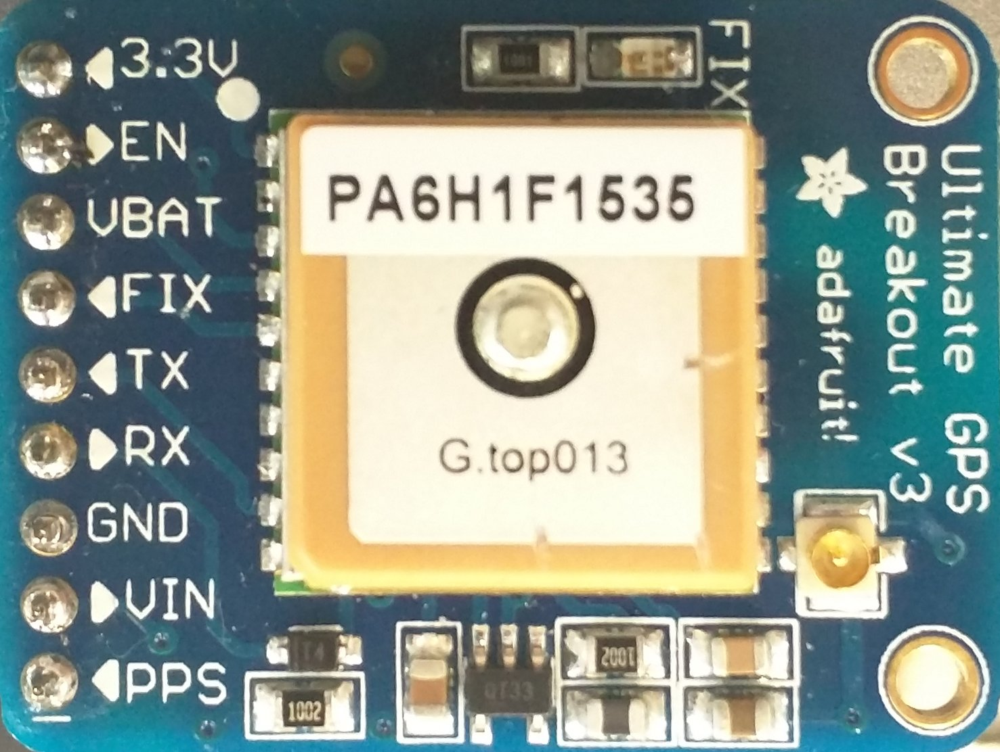 3.3V
EN
VBAT
FIX
TX
RX
GND
VIN
PPS
FIX
PA6H1F1535
G.top013
Ultimate GPS
Breakout v3
adafruit!
1001
T4
1002
QT33
1002